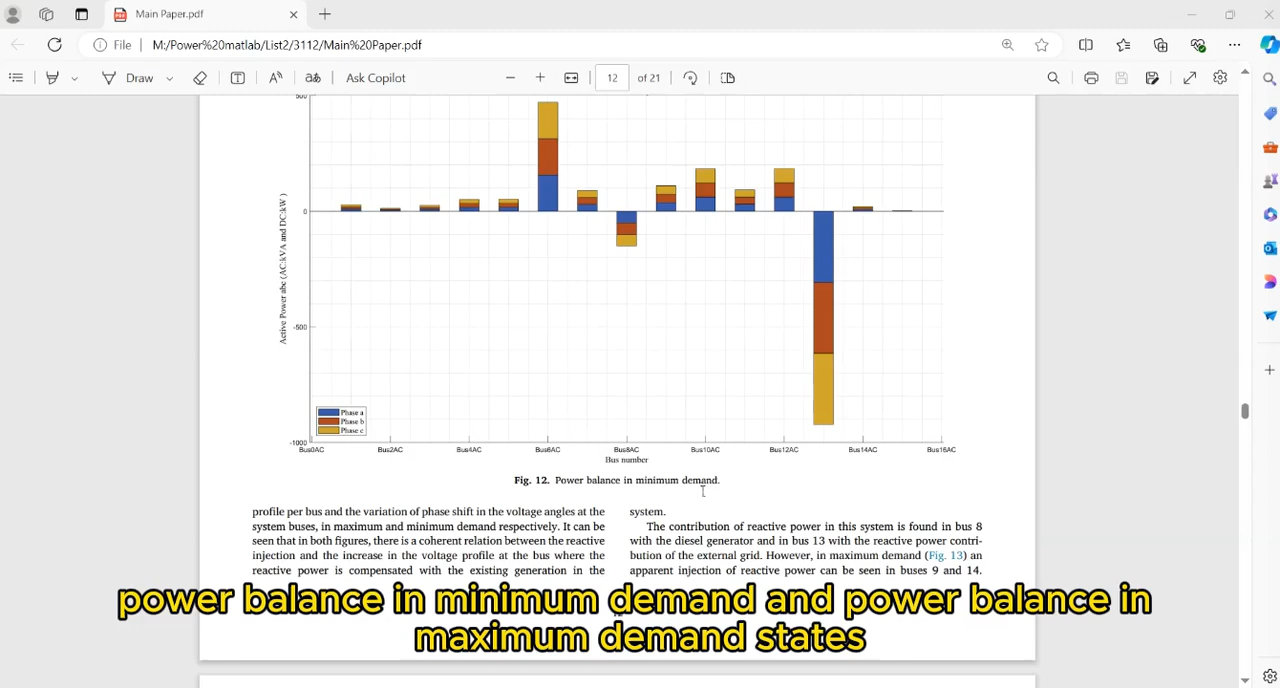 Main Paper.pdf
File M:/Power%20matlab/List2/3112/Main%20Paper.pdf
Draw Ask Copilot 12 of 21
500
0
-500
-1000
Active Power abc (AC:kVA and DC:kW )
Phase a
Phase b
Phase c
Bus0AC Bus2AC Bus4AC Bus6AC Bus8AC Bus10AC Bus12AC Bus14AC Bus16AC
Bus number
Fig. 12. Power balance in minimum demand.
profile per bus and the variation of phase shift in the voltage angles at the
system buses, in maximum and minimum demand respectively. It can be
seen that in both figures, there is a coherent relation between the reactive
injection and the increase in the voltage profile at the bus where the
reactive power is compensated with the existing generation in the
system.
The contribution of reactive power in this system is found in bus 8
with the diesel generator and in bus 13 with the reactive power contri-
bution of the external grid. However, in maximum demand (Fig. 13) an
apparent injection of reactive power can be seen in buses 9 and 14.
power balance in minimum demand and power balance in
maximum demand states